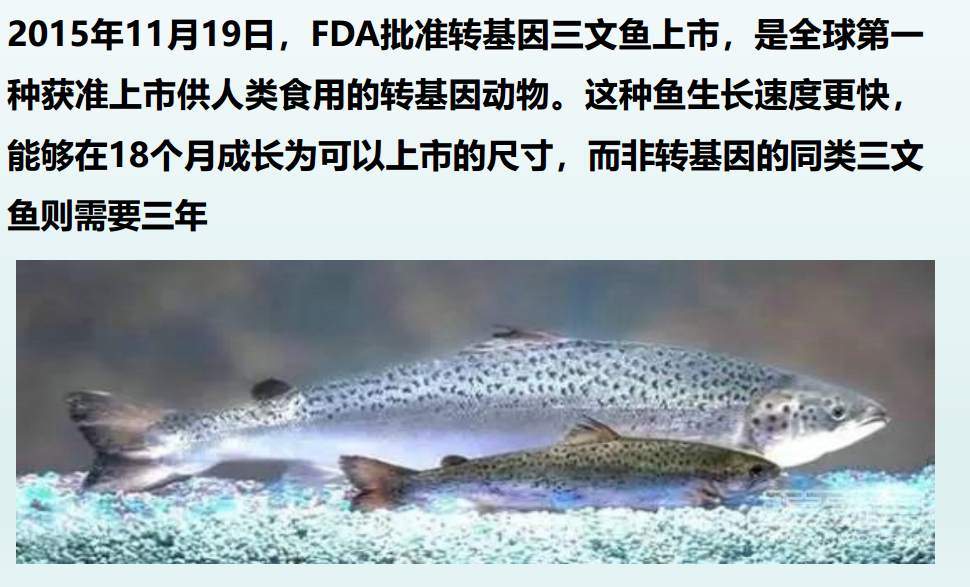 2015年11月19日，FDA批准转基因三文鱼上市，是全球第一
种获准上市供人类食用的转基因动物。这种鱼生长速度更快，
能够在18个月成长为可以上市的尺寸，而非转基因的同类三文
鱼则需要三年